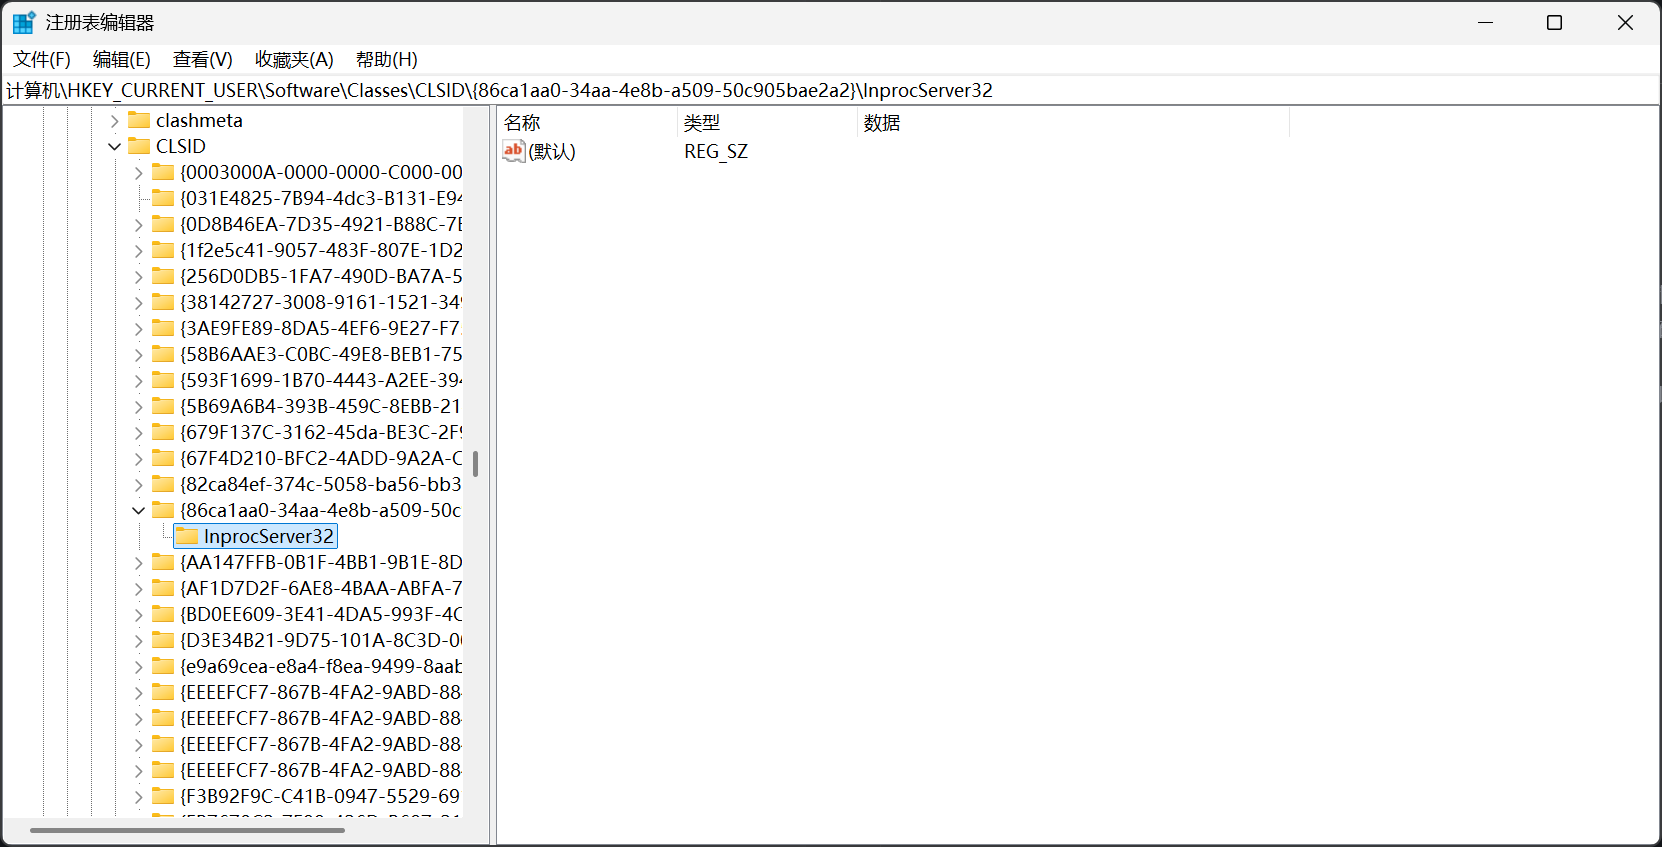 注册表编辑器
文件(F) 编辑(E) 查看(V) 收藏夹(A) 帮助(H)
计算机\HKEY_CURRENT_USER\Software\Classes\CLSID\{86ca1aa0-34aa-4e8b-a509-50c905bae2a2}\InprocServer32
clashmeta
CLSID
{0003000A-0000-0000-C000-00
{031E4825-7B94-4dc3-B131-E94
{0D8B46EA-7D35-4921-B88C-7E
{1f2e5c41-9057-483F-807E-1D2
{256D0DB5-1FA7-490D-BA7A-5
{38142727-3008-9161-1521-349
{3AE9FE89-8DA5-4EF6-9E27-F7
{58B6AAE3-C0BC-49E8-BEB1-75
{593F1699-1B70-4443-A2EE-394
{5B69A6B4-393B-459C-8EBB-21
{679F137C-3162-45da-BE3C-2F9
{67F4D210-BFC2-4ADD-9A2A-C
{82ca84ef-374c-5058-ba56-bb3
{86ca1aa0-34aa-4e8b-a509-50c
InprocServer32
{AA147FFB-0B1F-4BB1-9B1E-8D
{AF1D7D2F-6AE8-4BAA-ABFA-7
{BD0EE609-3E41-4DA5-993F-4C
{D3E34B21-9D75-101A-8C3D-00
{e9a69cea-e8a4-f8ea-9499-8aab
{EEEEFCF7-867B-4FA2-9ABD-88
{EEEEFCF7-867B-4FA2-9ABD-88
{EEEEFCF7-867B-4FA2-9ABD-88
{EEEEFCF7-867B-4FA2-9ABD-88
{F3B92F9C-C41B-0947-5529-69
名称 类型 数据
(默认) REG_SZ